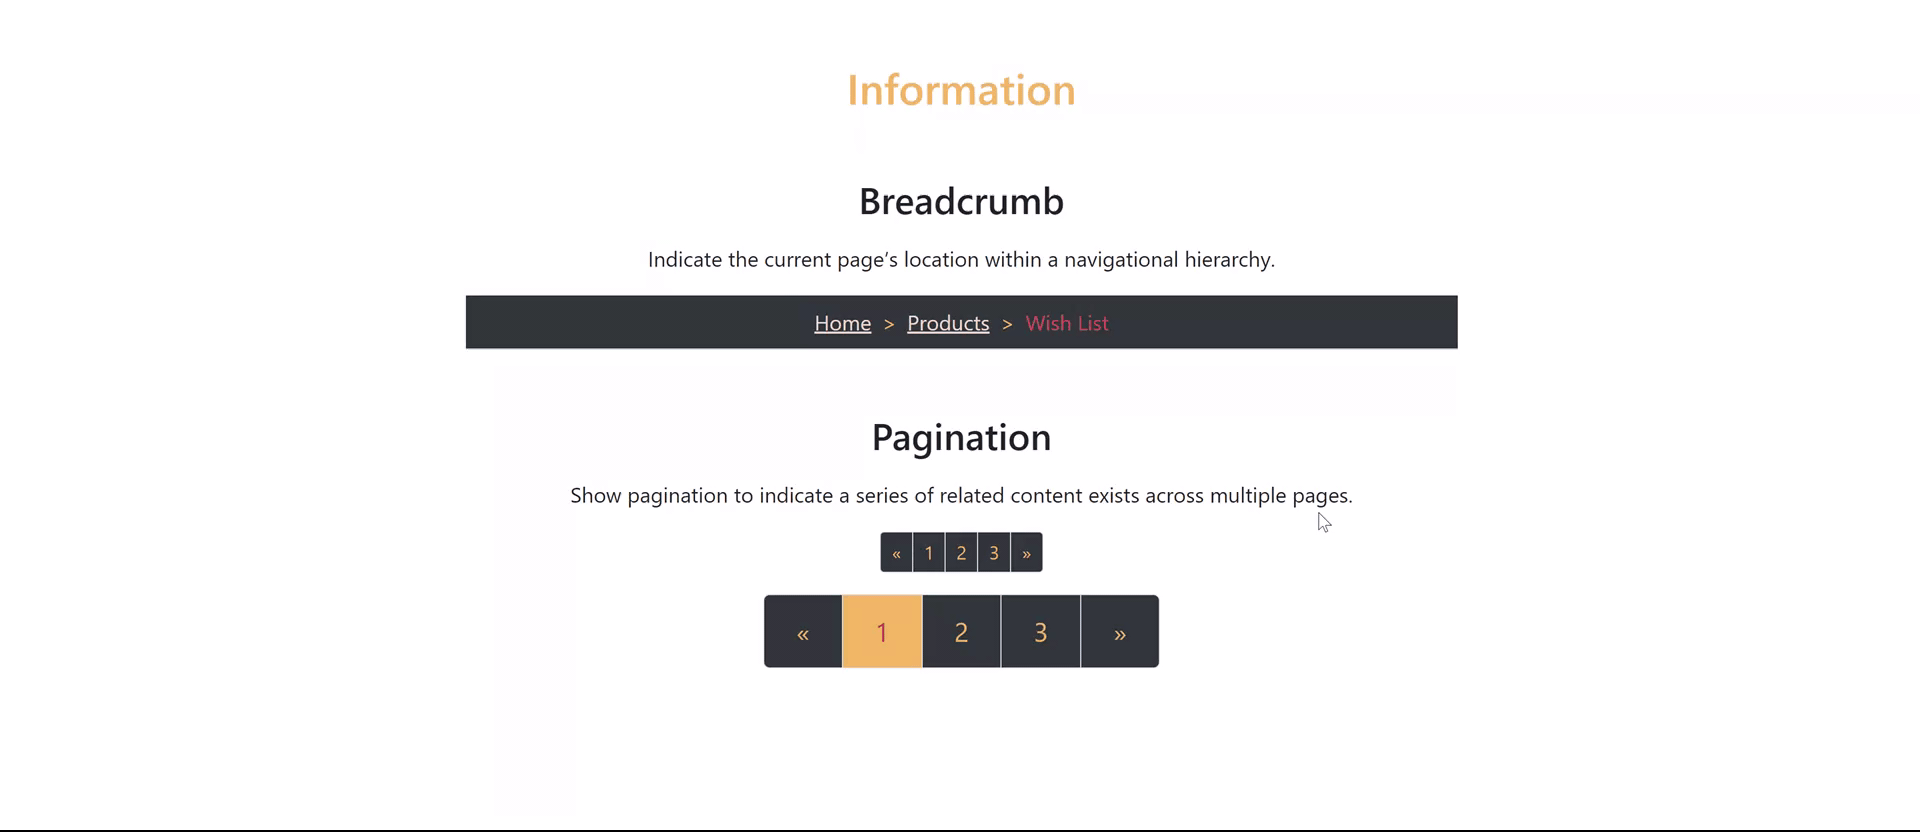 Information
Breadcrumb
Indicate the current page’s location within a navigational hierarchy.
Home > Products > Wish List
Pagination
Show pagination to indicate a series of related content exists across multiple pages.
« 1 2 3 »
« 1 2 3 »